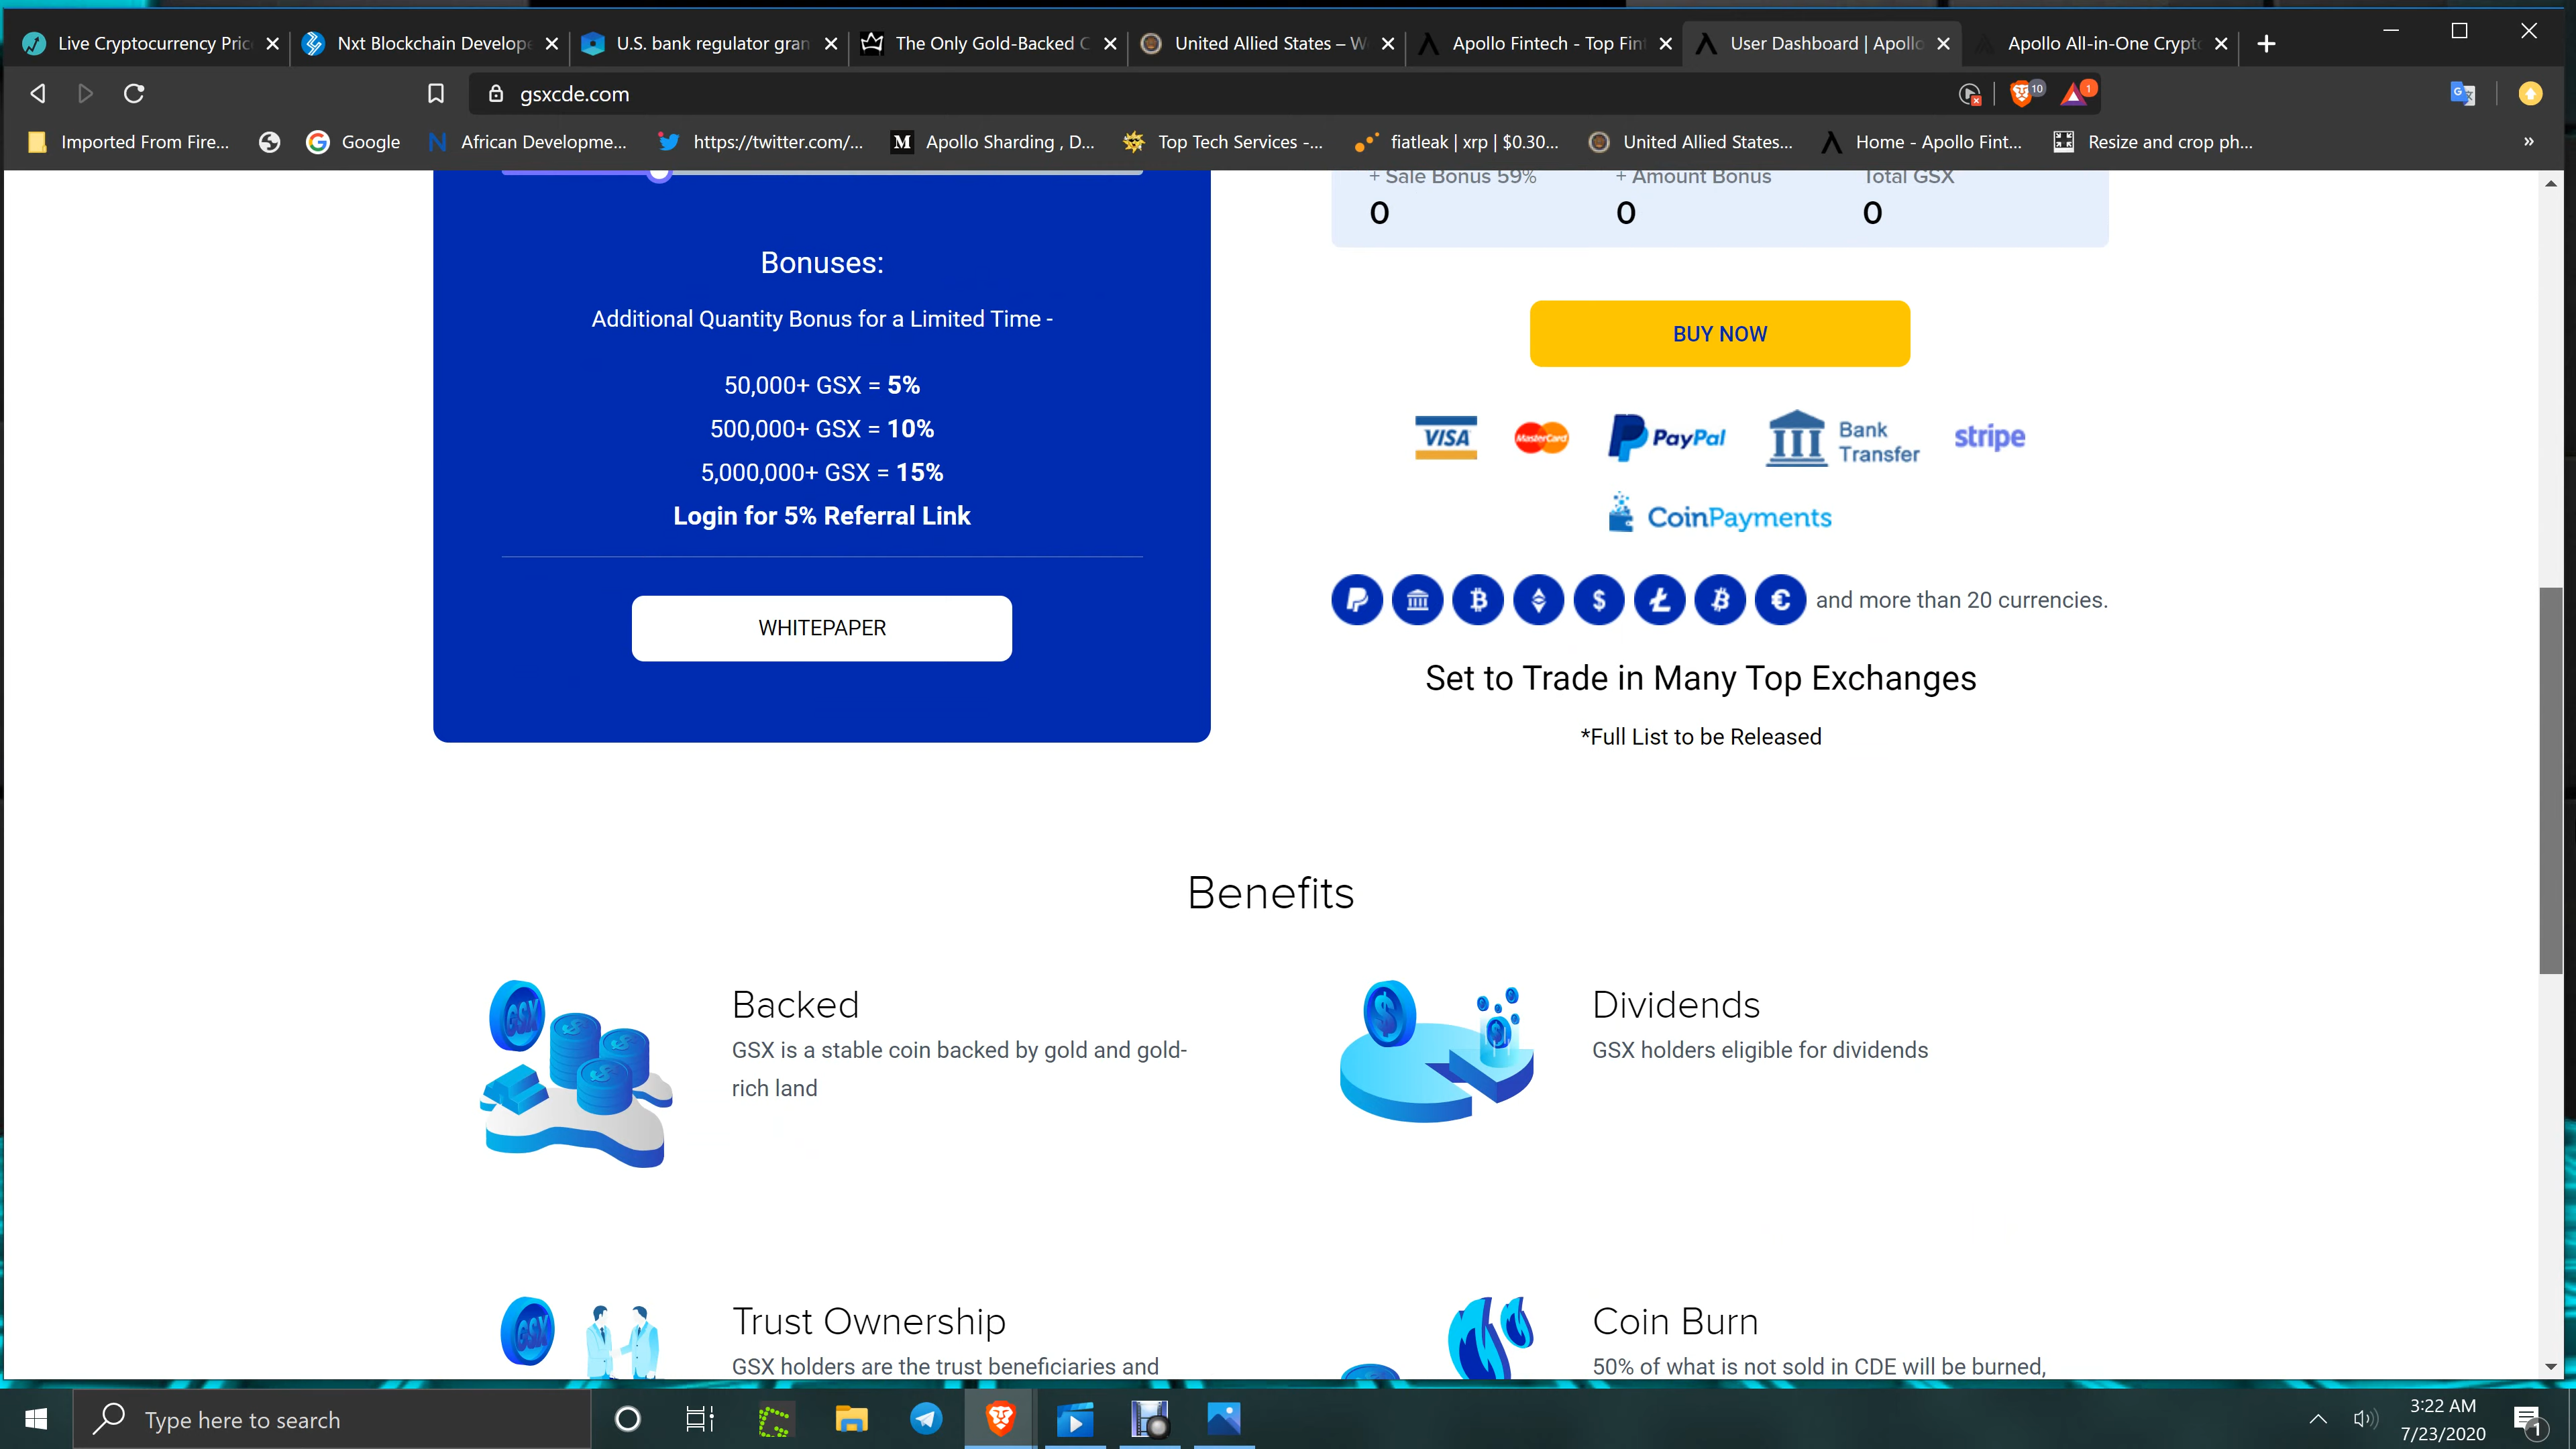 Live Cryptocurrency Pric
Nxt Blockchain Develope
U.S. bank regulator gran
The Only Gold-Backed C
United Allied States – W
Apollo Fintech - Top Fin
User Dashboard | Apollo
Apollo All-in-One Crypt
gsxcde.com
10
1
Imported From Fire...
Google
African Developme...
https://twitter.com/...
M
Apollo Sharding , D...
Top Tech Services -...
fiatleak | xrp | $0.30...
United Allied States...
Home - Apollo Fint...
Resize and crop ph...
»
+ Sale Bonus 59%
+ Amount Bonus
Total GSX
0
0
0
Bonuses:
Additional Quantity Bonus for a Limited Time -
50,000+ GSX = 5%
500,000+ GSX = 10%
5,000,000+ GSX = 15%
Login for 5% Referral Link
WHITEPAPER
BUY NOW
VISA
MasterCard
PayPal
Bank
Transfer
stripe
CoinPayments
and more than 20 currencies.
Set to Trade in Many Top Exchanges
*Full List to be Released
Benefits
GSX
Backed
GSX is a stable coin backed by gold and gold-
rich land
Dividends
GSX holders eligible for dividends
GSX
Trust Ownership
GSX holders are the trust beneficiaries and
Coin Burn
50% of what is not sold in CDE will be burned,
Type here to search
3:22 AM
7/23/2020
1